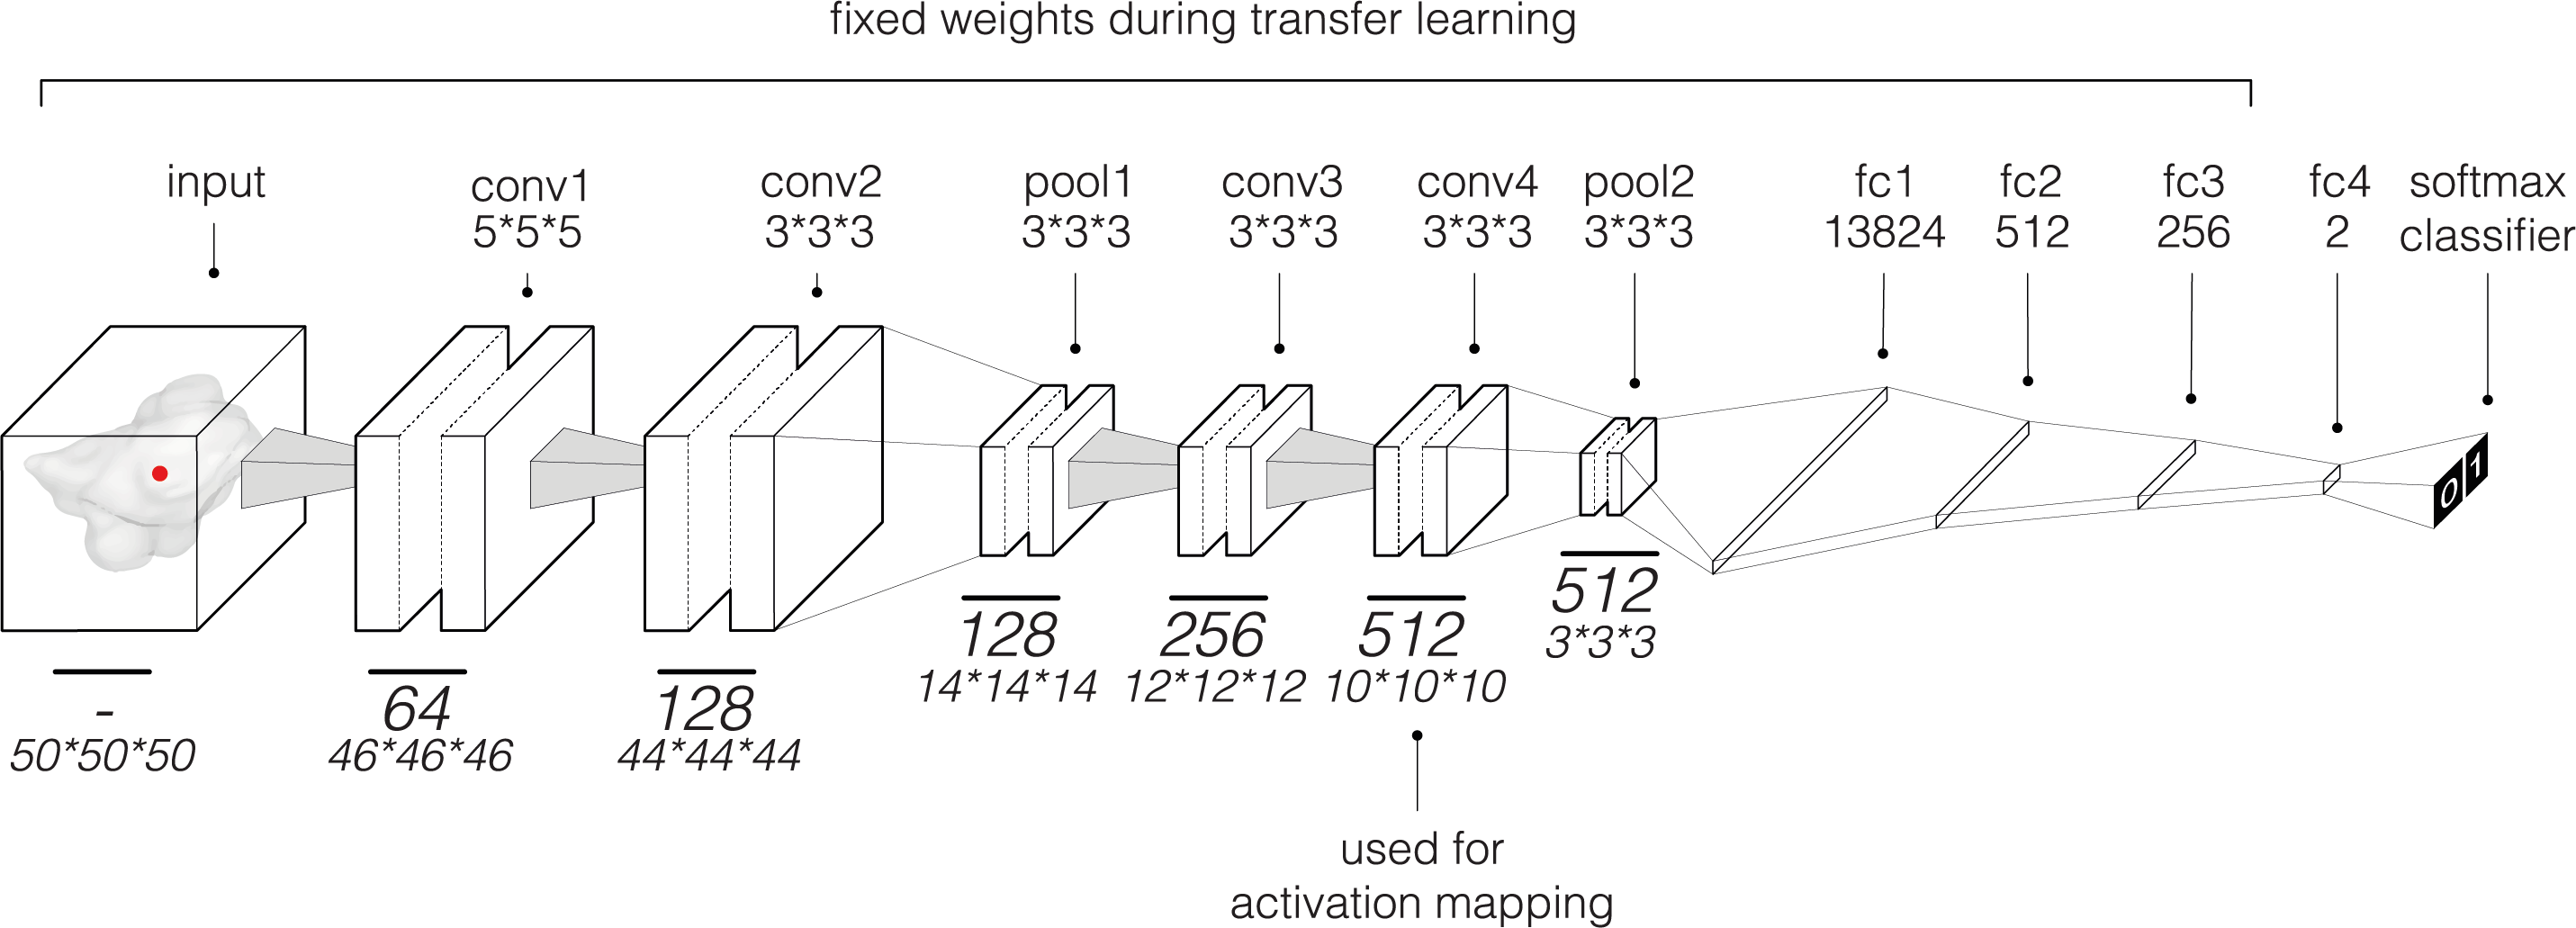 fixed weights during transfer learning
input
conv1
5*5*5
conv2
3*3*3
pool1
3*3*3
conv3
3*3*3
conv4
3*3*3
pool2
3*3*3
fc1
13824
fc2
512
fc3
256
fc4
2
softmax
classifier
0
1
-
50*50*50
64
46*46*46
128
44*44*44
128
14*14*14
256
12*12*12
512
10*10*10
512
3*3*3
used for
activation mapping